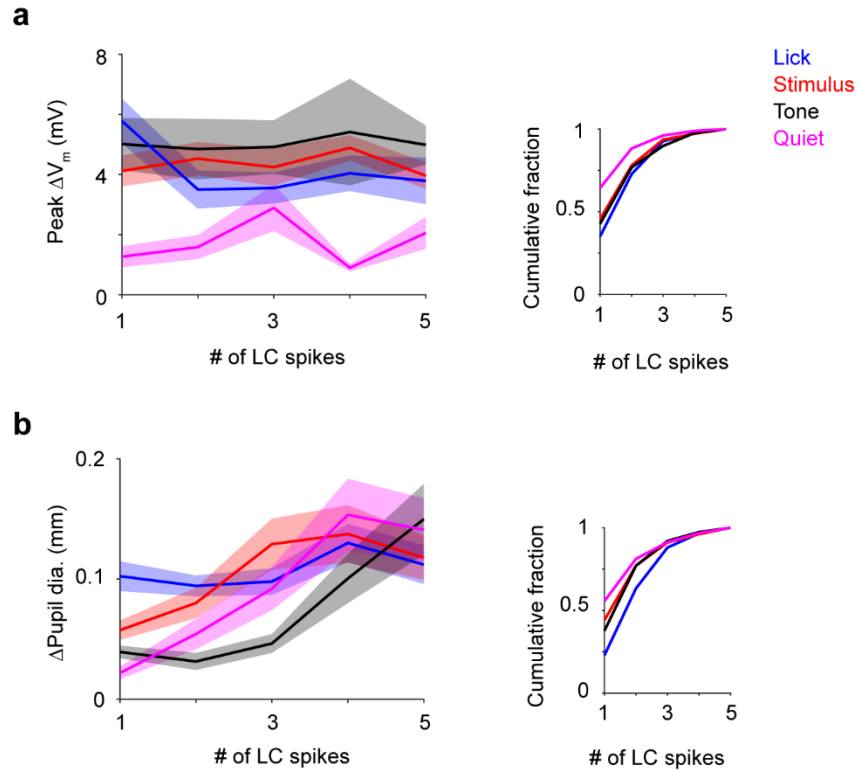 a
8
4
0
Peak ΔVm (mV)
1
3
5
# of LC spikes
Lick
Stimulus
Tone
Quiet
1
0.5
0
Cumulative fraction
1
3
5
# of LC spikes
b
0.2
0.1
0
ΔPupil dia. (mm)
1
3
5
# of LC spikes
1
0.5
0
Cumulative fraction
1
3
5
# of LC spikes